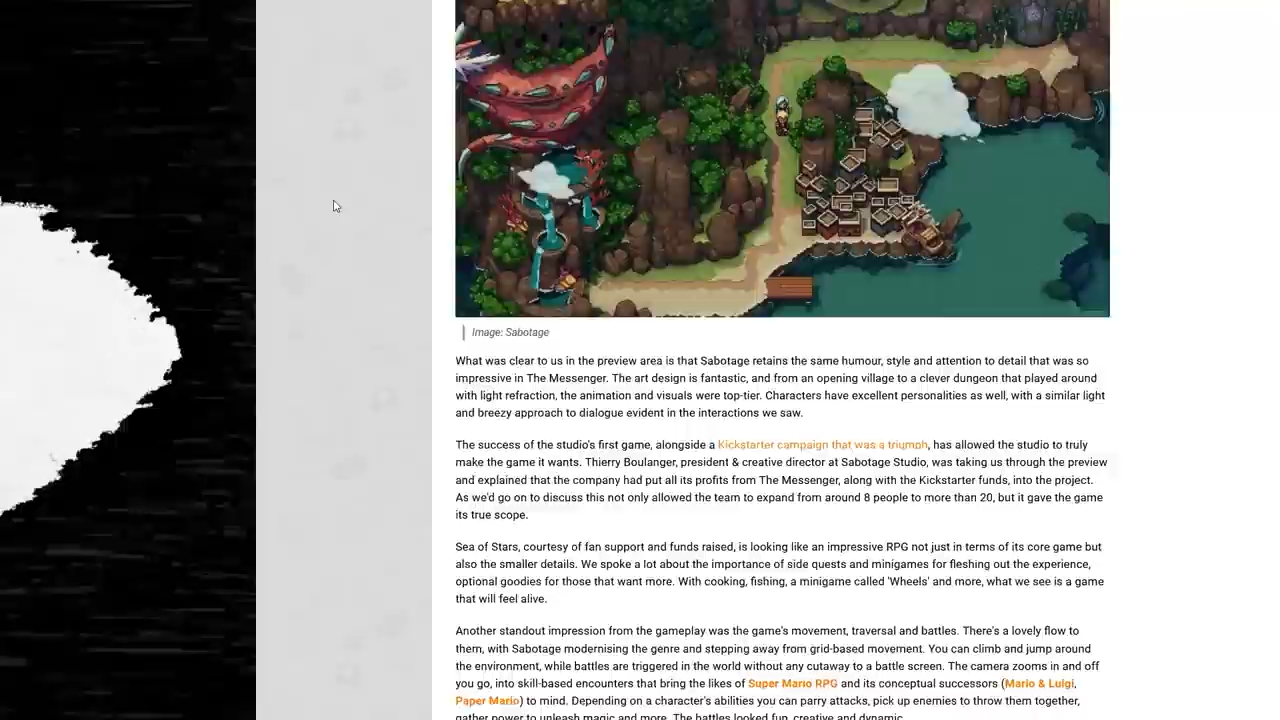 Image: Sabotage
What was clear to us in the preview area is that Sabotage retains the same humour, style and attention to detail that was so
impressive in The Messenger. The art design is fantastic, and from an opening village to a clever dungeon that played around
with light refraction, the animation and visuals were top-tier. Characters have excellent personalities as well, with a similar light
and breezy approach to dialogue evident in the interactions we saw.
The success of the studio's first game, alongside a Kickstarter campaign that was a triumph, has allowed the studio to truly
make the game it wants. Thierry Boulanger, president & creative director at Sabotage Studio, was taking us through the preview
and explained that the company had put all its profits from The Messenger, along with the Kickstarter funds, into the project.
As we'd go on to discuss this not only allowed the team to expand from around 8 people to more than 20, but it gave the game
its true scope.
Sea of Stars, courtesy of fan support and funds raised, is looking like an impressive RPG not just in terms of its core game but
also the smaller details. We spoke a lot about the importance of side quests and minigames for fleshing out the experience,
optional goodies for those that want more. With cooking, fishing, a minigame called 'Wheels' and more, what we see is a game
that will feel alive.
Another standout impression from the gameplay was the game's movement, traversal and battles. There's a lovely flow to
them, with Sabotage modernising the genre and stepping away from grid-based movement. You can climb and jump around
the environment, while battles are triggered in the world without any cutaway to a battle screen. The camera zooms in and off
you go, into skill-based encounters that bring the likes of Super Mario RPG and its conceptual successors (Mario & Luigi,
Paper Mario) to mind. Depending on a character's abilities you can parry attacks, pick up enemies to throw them together,
gather power to unleash magic and more. The battles looked fun, creative and dynamic.